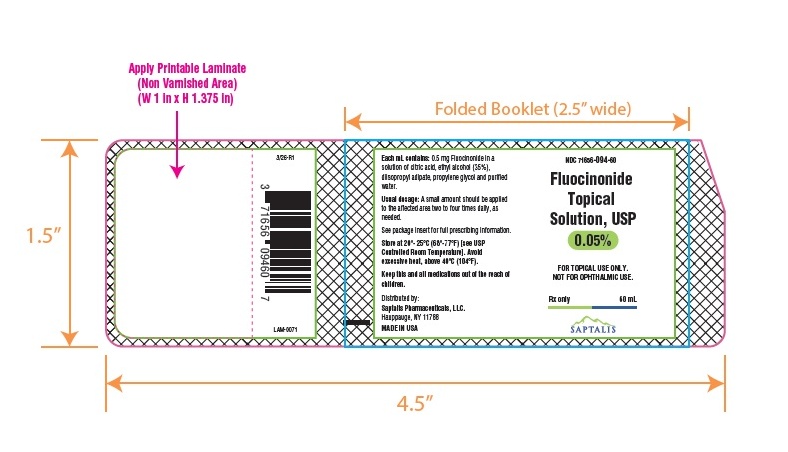 Apply Printable Laminate
(Non Varnished Area)
(W 1 in x H 1.375 in)
Folded Booklet (2.5” wide)
1.5”
3/26-R1
3 71656 09460 7
LAM-0071
Each mL contains: 0.5 mg Fluocinonide in a
solution of citric acid, ethyl alcohol (35%),
diisopropyl adipate, propylene glycol and purified
water.
Usual dosage: A small amount should be applied
to the affected area two to four times daily, as
needed.
See package insert for full prescribing information.
Store at 20°- 25°C (68°-77°F) [see USP
Controlled Room Temperature]. Avoid
excessive heat, above 40°C (104°F).
Keep this and all medications out of the reach of
children.
Distributed by:
Saptalis Pharmaceuticals, LLC.
Hauppauge, NY 11788
MADE IN USA
NDC 71656-094-60
Fluocinonide
Topical
Solution, USP
0.05%
FOR TOPICAL USE ONLY.
NOT FOR OPHTHALMIC USE.
Rx only 60 mL
SAPTALIS
4.5”